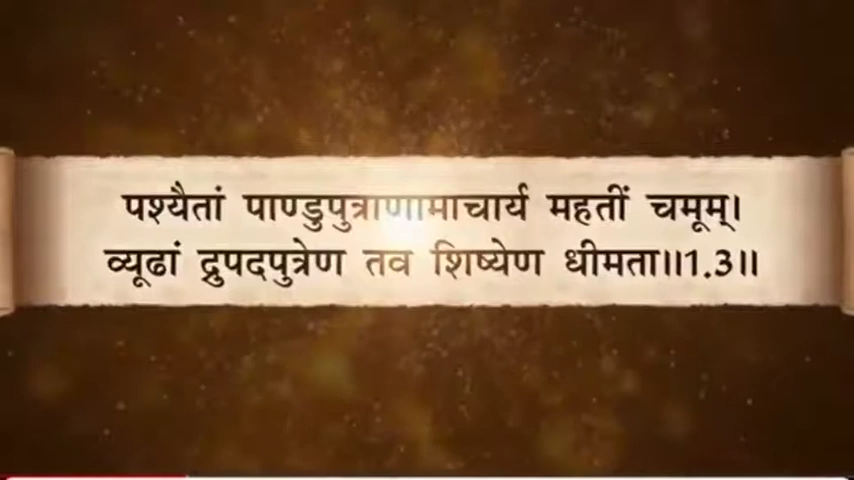 पश्यैतां पाण्डुपुत्राणामाचार्य महतीं चमूम्।
व्यूढां द्रुपदपुत्रेण तव शिष्येण धीमता॥1.3॥